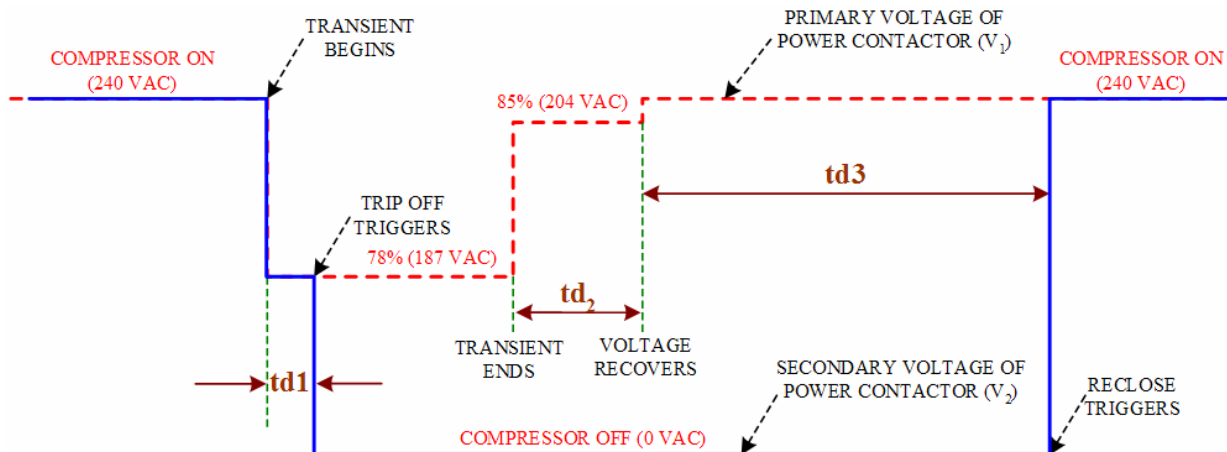 TRANSIENT
BEGINS
PRIMARY VOLTAGE OF
POWER CONTACTOR (V₁)
COMPRESSOR ON
(240 VAC)
COMPRESSOR ON
(240 VAC)
85% (204 VAC)
td3
TRIP OFF
TRIGGERS
78% (187 VAC)
td₂
TRANSIENT
ENDS
VOLTAGE
RECOVERS
td1
SECONDARY VOLTAGE OF
POWER CONTACTOR (V₂)
RECLOSE
TRIGGERS
COMPRESSOR OFF (0 VAC)